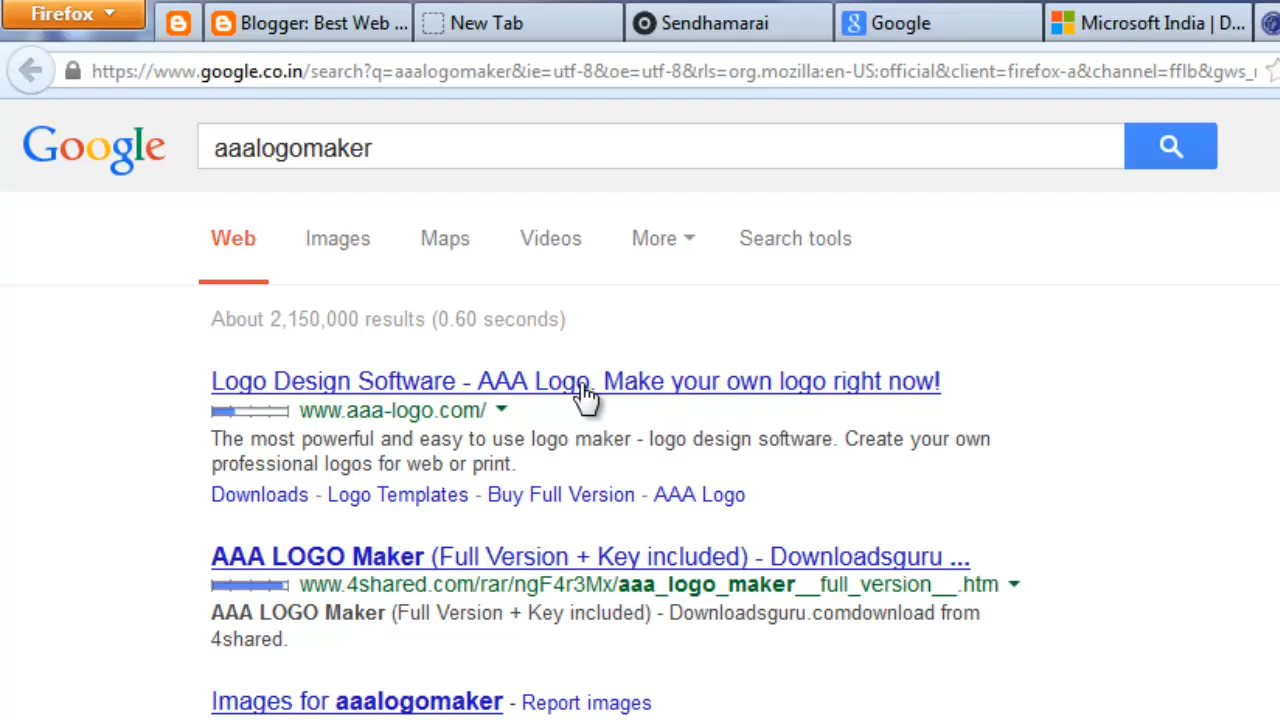 Firefox
Blogger: Best Web ...
New Tab
Sendhamarai
Google
Microsoft India | D...
https://www.google.co.in/search?q=aaalogomaker&ie=utf-8&oe=utf-8&rls=org.mozilla:en-US:official&client=firefox-a&channel=fflb&gws_
Google
aaalogomaker
Web Images Maps Videos More Search tools
About 2,150,000 results (0.60 seconds)
Logo Design Software - AAA Logo. Make your own logo right now!
www.aaa-logo.com/
The most powerful and easy to use logo maker - logo design software. Create your own
professional logos for web or print.
Downloads - Logo Templates - Buy Full Version - AAA Logo
AAA LOGO Maker (Full Version + Key included) - Downloadsguru ...
www.4shared.com/rar/ngF4r3Mx/aaa_logo_maker__full_version__.htm
AAA LOGO Maker (Full Version + Key included) - Downloadsguru.comdownload from
4shared.
Images for aaalogomaker - Report images